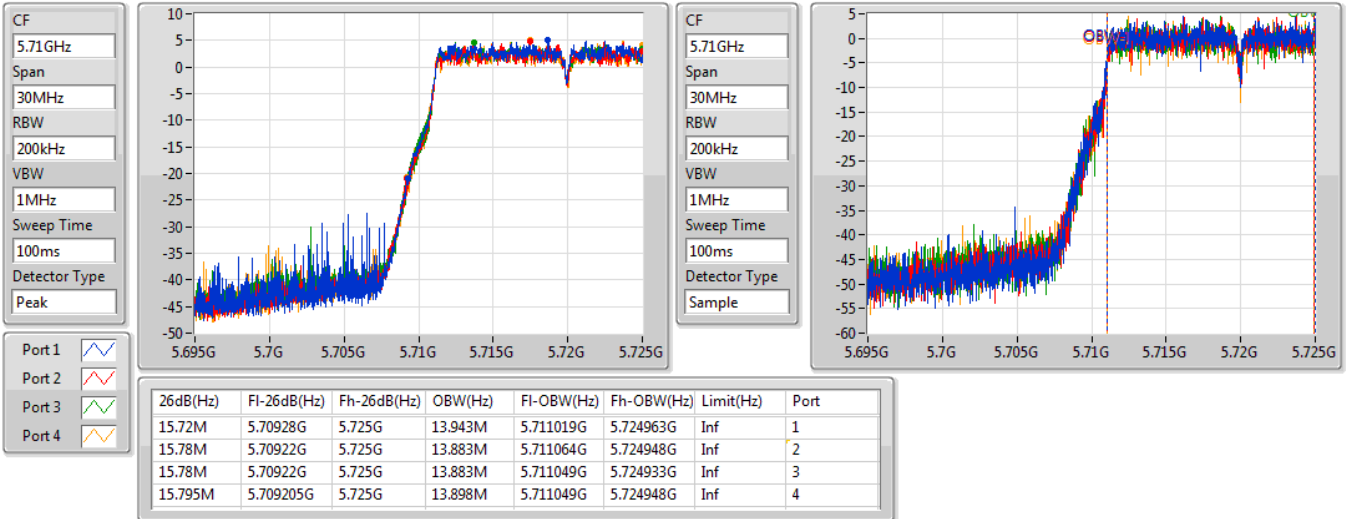 CF
5.71GHz
Span
30MHz
RBW
200kHz
VBW
1MHz
Sweep Time
100ms
Detector Type
Peak
10
5
0
-5
-10
-15
-20
-25
-30
-35
-40
-45
-50
5.695G 5.7G 5.705G 5.71G 5.715G 5.72G 5.725G
CF
5.71GHz
Span
30MHz
RBW
200kHz
VBW
1MHz
Sweep Time
100ms
Detector Type
Sample
5
0
-5
-10
-15
-20
-25
-30
-35
-40
-45
-50
-55
-60
OBW
5.695G 5.7G 5.705G 5.71G 5.715G 5.72G 5.725G
Port 1
Port 2
Port 3
Port 4
26dB(Hz) Fl-26dB(Hz) Fh-26dB(Hz) OBW(Hz) Fl-OBW(Hz) Fh-OBW(Hz) Limit(Hz) Port
15.72M 5.70928G 5.725G 13.943M 5.711019G 5.724963G Inf 1
15.78M 5.70922G 5.725G 13.883M 5.711064G 5.724948G Inf 2
15.78M 5.70922G 5.725G 13.883M 5.711049G 5.724933G Inf 3
15.795M 5.709205G 5.725G 13.898M 5.711049G 5.724948G Inf 4